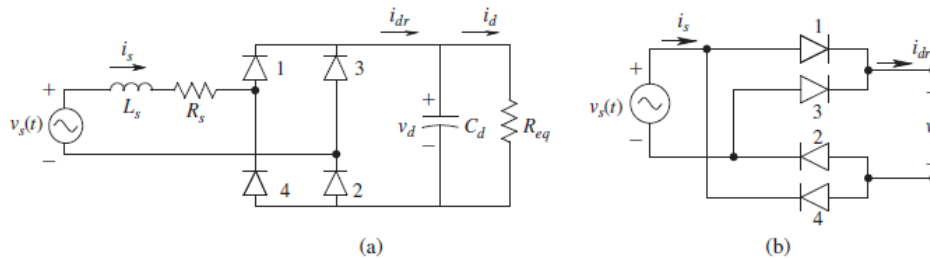 i_s
+
v_s(t)
−
L_s
R_s
1
3
4
2
i_dr
i_d
+
v_d
−
C_d
R_eq
(a)
i_s
+
v_s(t)
−
1
3
2
4
i_dr
(b)